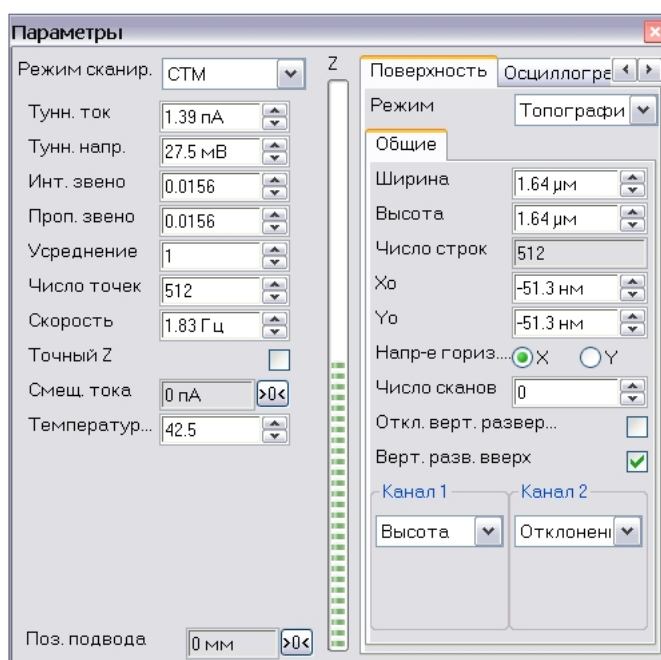 Параметры
Режим сканир. СТМ
Тунн. ток 1.39 пА
Тунн. напр. 27.5 мВ
Инт. звено 0.0156
Проп. звено 0.0156
Усреднение 1
Число точек 512
Скорость 1.83 Гц
Точный Z
Смещ. тока 0 пА >0<
Температур... 42.5
Поз. подвода 0 мм >0<
Z
Поверхность Осциллогра
Режим Топографи
Общие
Ширина 1.64 µм
Высота 1.64 µм
Число строк 512
Xo -51.3 нм
Yo -51.3 нм
Напр-е гориз... X Y
Число сканов 0
Откл. верт. развер...
Верт. разв. вверх
Канал 1 Канал 2
Высота Отклонен